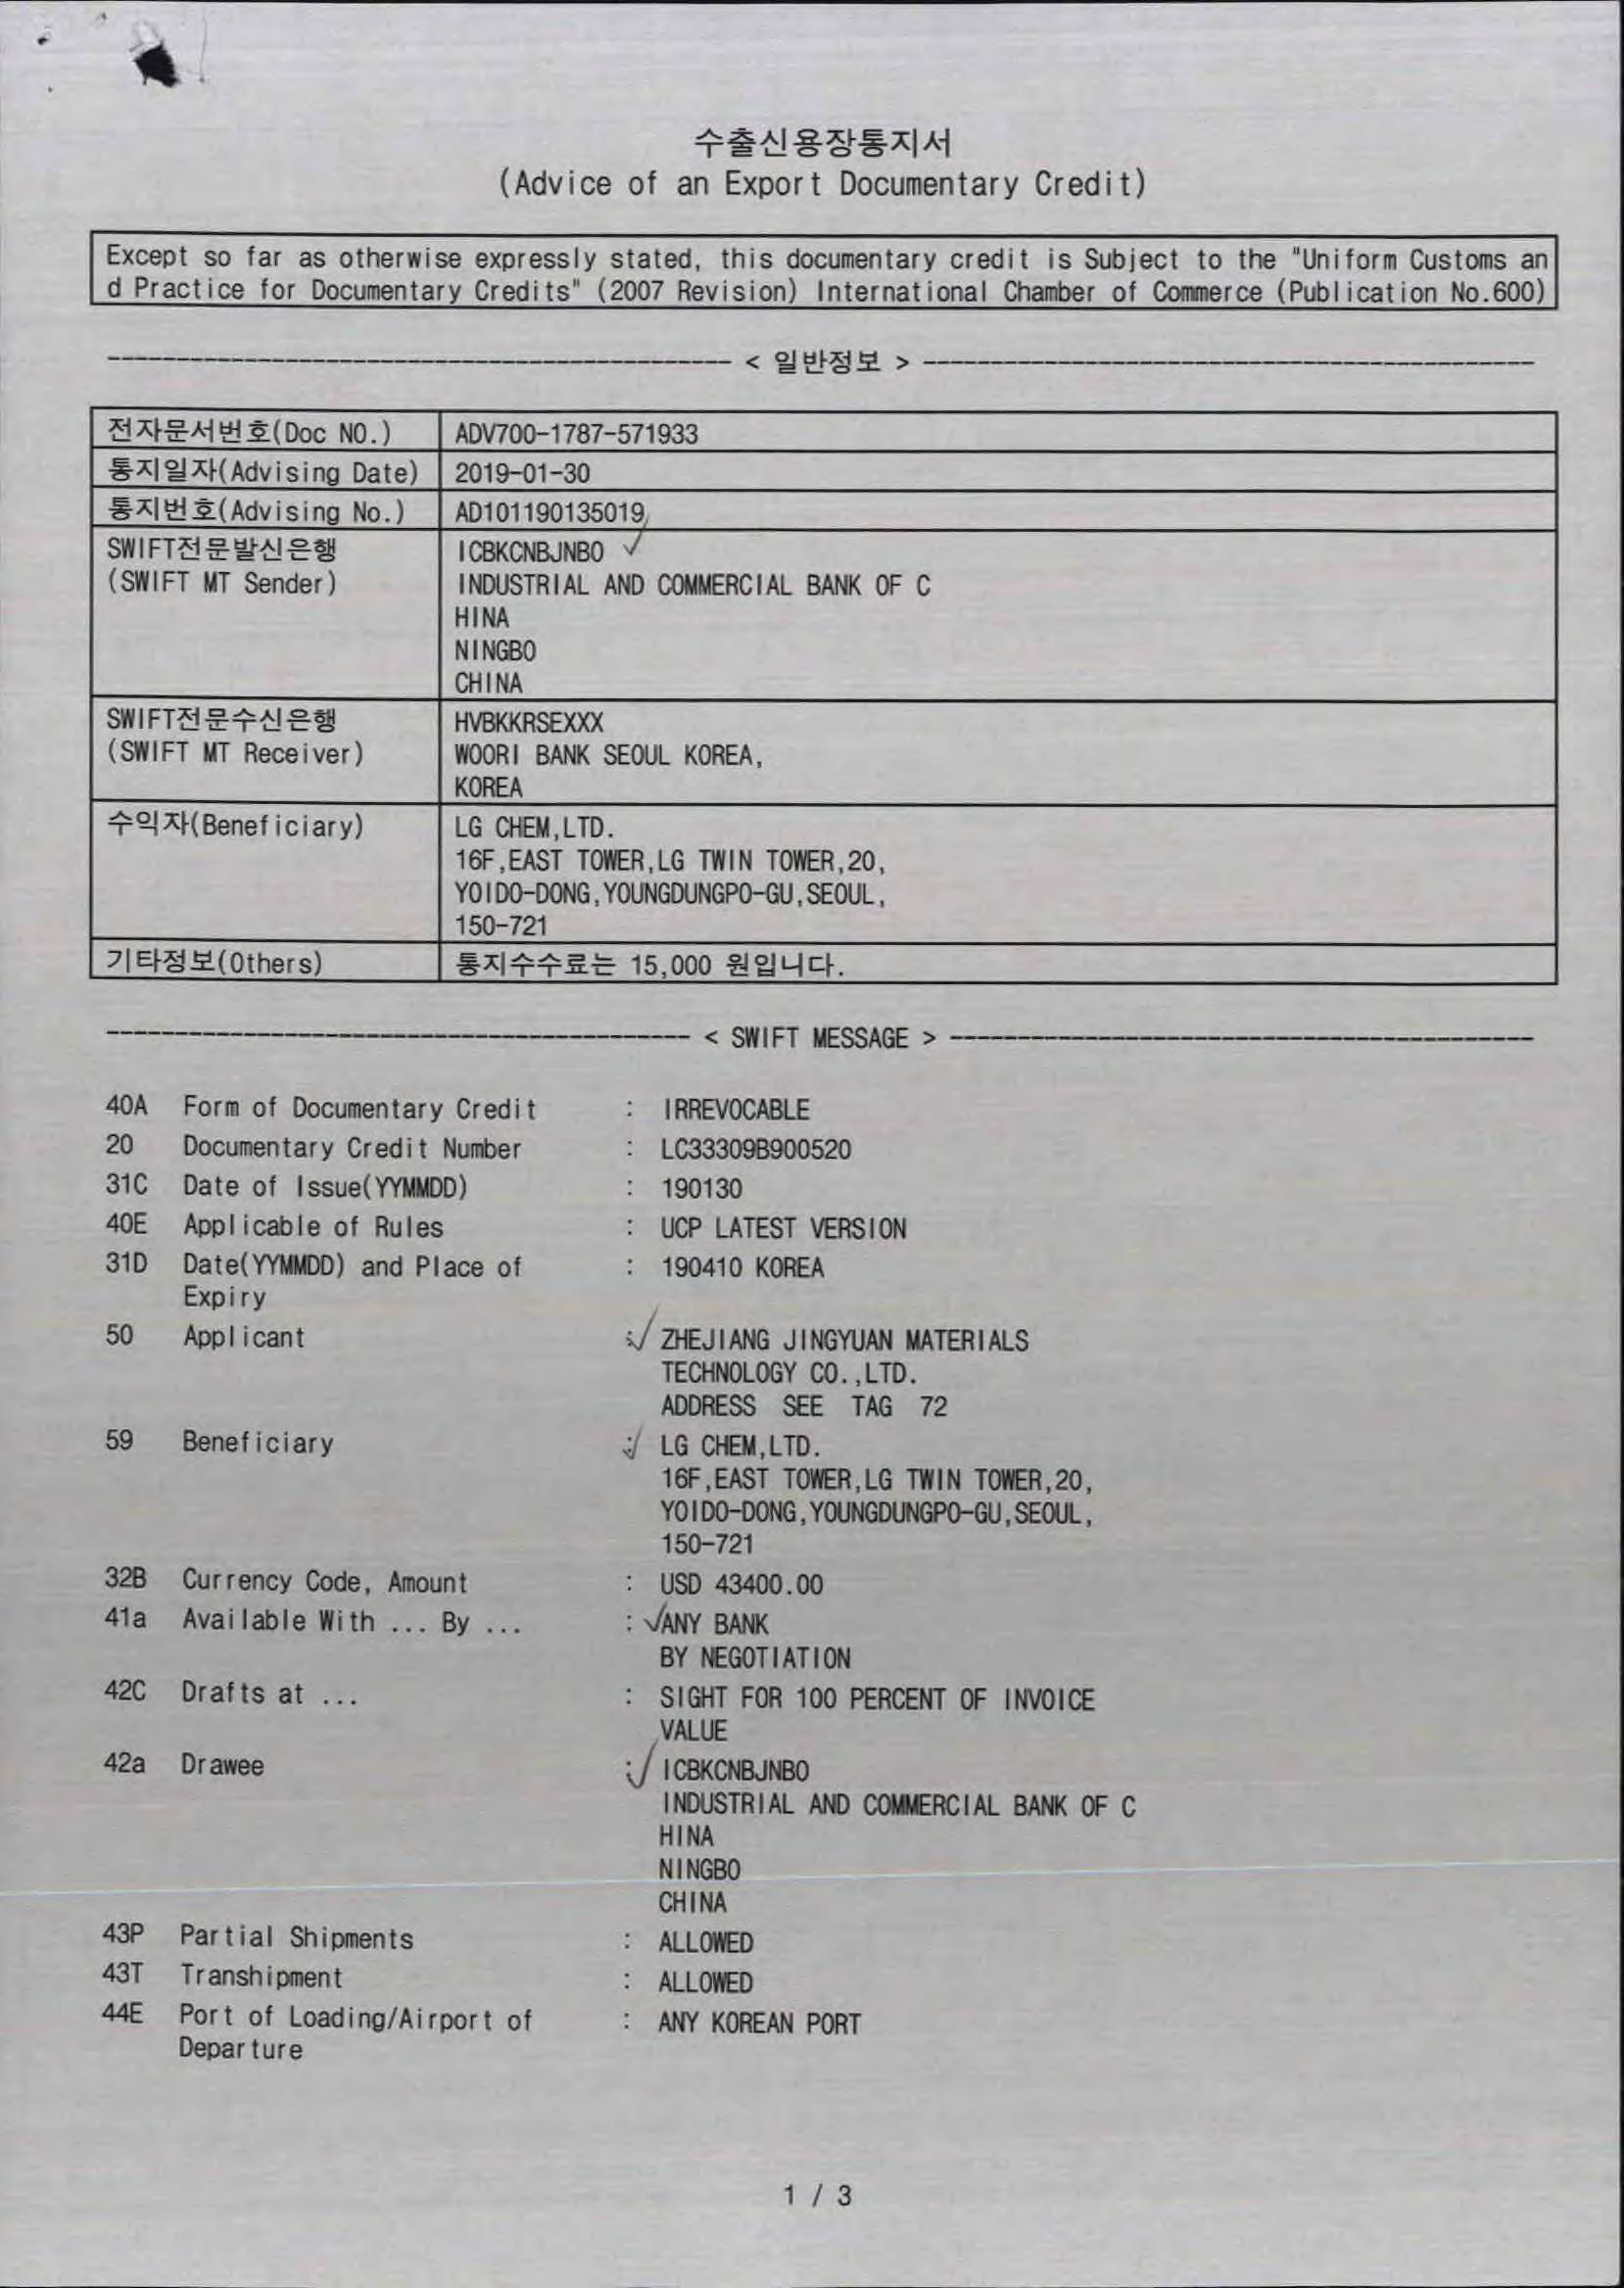 수출신용장통지서
(Advice of an Export Documentary Credit)
Except so far as otherwise expressly stated, this documentary credit is Subject to the "Uniform Customs an
d Practice for Documentary Credits" (2007 Revision) International Chamber of Commerce (Publication No.600)
< 일반정보 >
전자문서번호(Doc NO.) ADV700-1787-571933
통지일자(Advising Date) 2019-01-30
통지번호(Advising No.) AD101190135019
SWIFT전문발신은행 ICBKCNBJNBO
(SWIFT MT Sender) INDUSTRIAL AND COMMERCIAL BANK OF C
HINA
NINGBO
CHINA
SWIFT전문수신은행 HVBKKRSEXXX
(SWIFT MT Receiver) WOORI BANK SEOUL KOREA,
KOREA
수익자(Beneficiary) LG CHEM,LTD.
16F,EAST TOWER,LG TWIN TOWER,20,
YOIDO-DONG,YOUNGDUNGPO-GU,SEOUL,
150-721
기타정보(Others) 통지수수료는 15,000 원입니다.
< SWIFT MESSAGE >
40A Form of Documentary Credit : IRREVOCABLE
20 Documentary Credit Number : LC33309B900520
31C Date of Issue(YYMMDD) : 190130
40E Applicable of Rules : UCP LATEST VERSION
31D Date(YYMMDD) and Place of : 190410 KOREA
Expiry
50 Applicant : ZHEJIANG JINGYUAN MATERIALS
TECHNOLOGY CO.,LTD.
ADDRESS SEE TAG 72
59 Beneficiary : LG CHEM,LTD.
16F,EAST TOWER,LG TWIN TOWER,20,
YOIDO-DONG,YOUNGDUNGPO-GU,SEOUL,
150-721
32B Currency Code, Amount : USD 43400.00
41a Available With ... By ... : ANY BANK
BY NEGOTIATION
42C Drafts at ... : SIGHT FOR 100 PERCENT OF INVOICE
VALUE
42a Drawee : ICBKCNBJNBO
INDUSTRIAL AND COMMERCIAL BANK OF C
HINA
NINGBO
CHINA
43P Partial Shipments : ALLOWED
43T Transhipment : ALLOWED
44E Port of Loading/Airport of : ANY KOREAN PORT
Departure
1 / 3